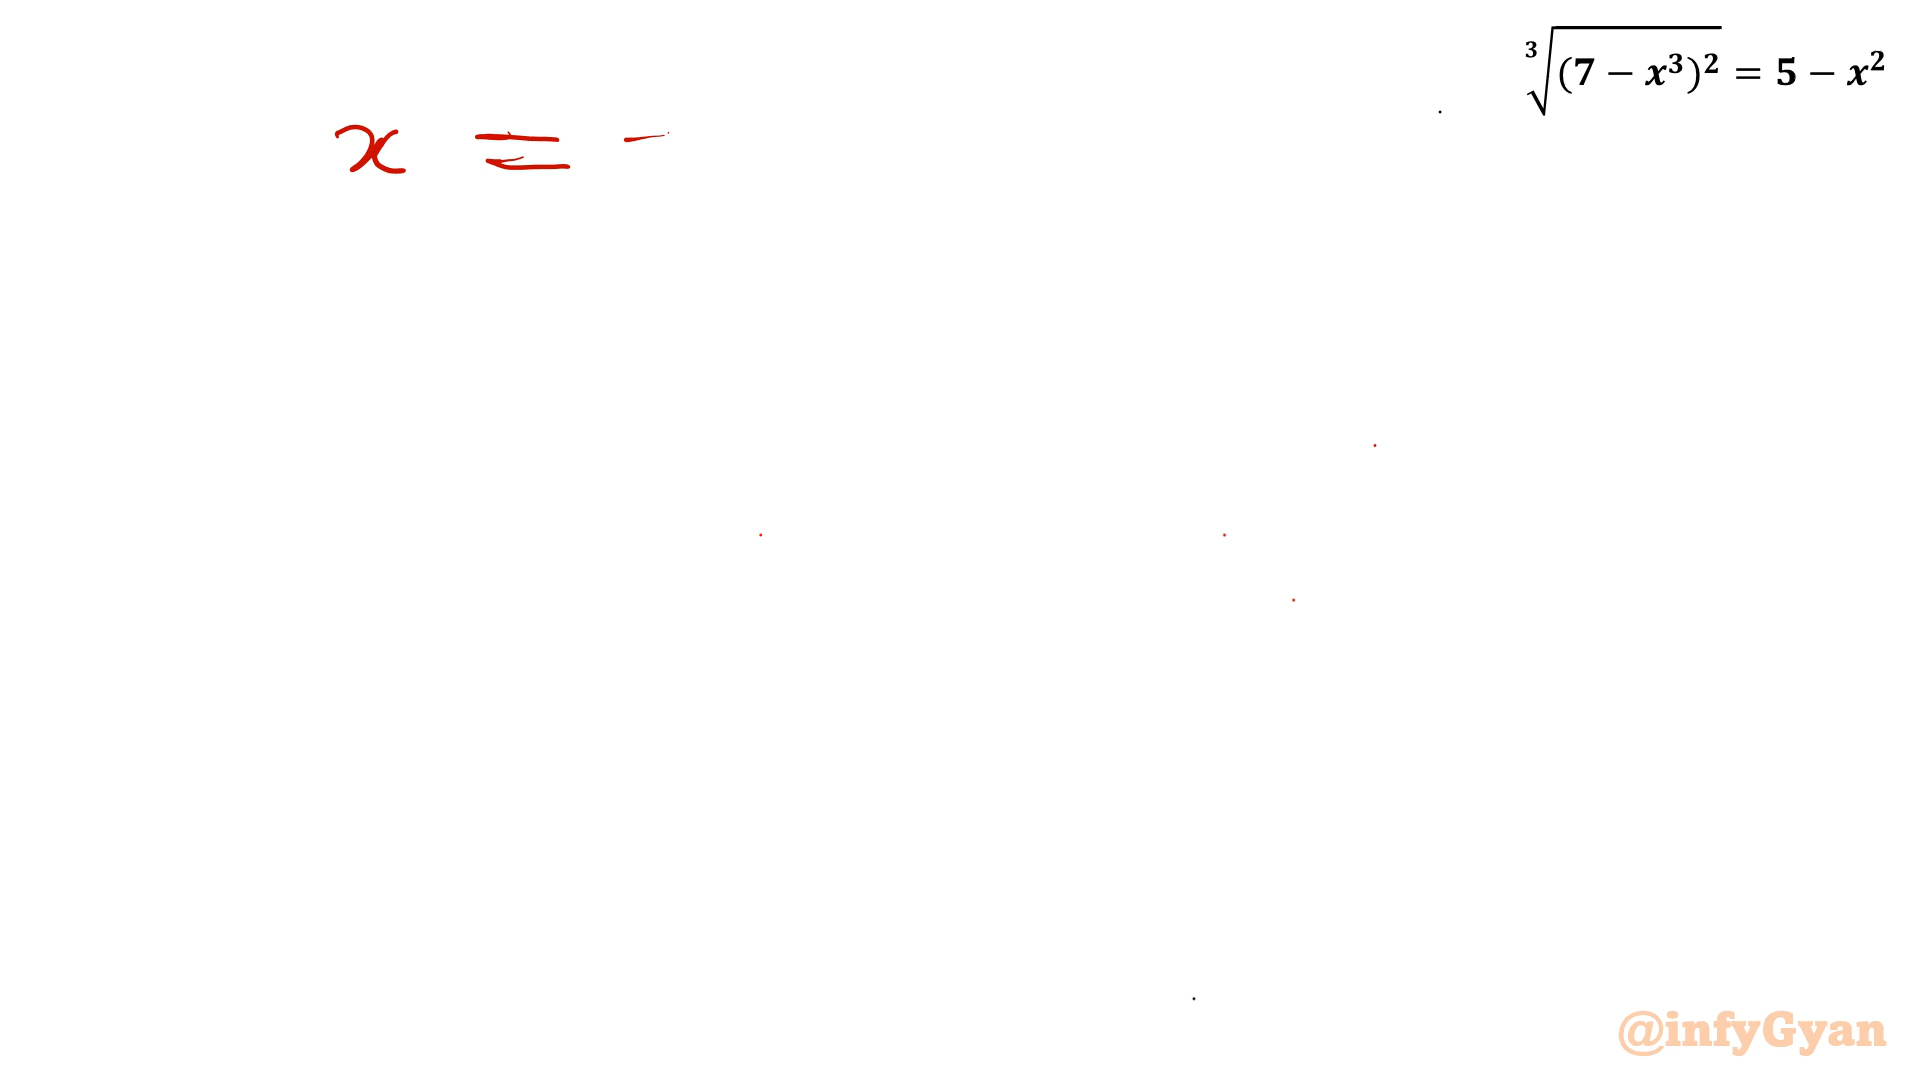 ∛(7 − x³)² = 5 − x²
x = −
@infyGyan